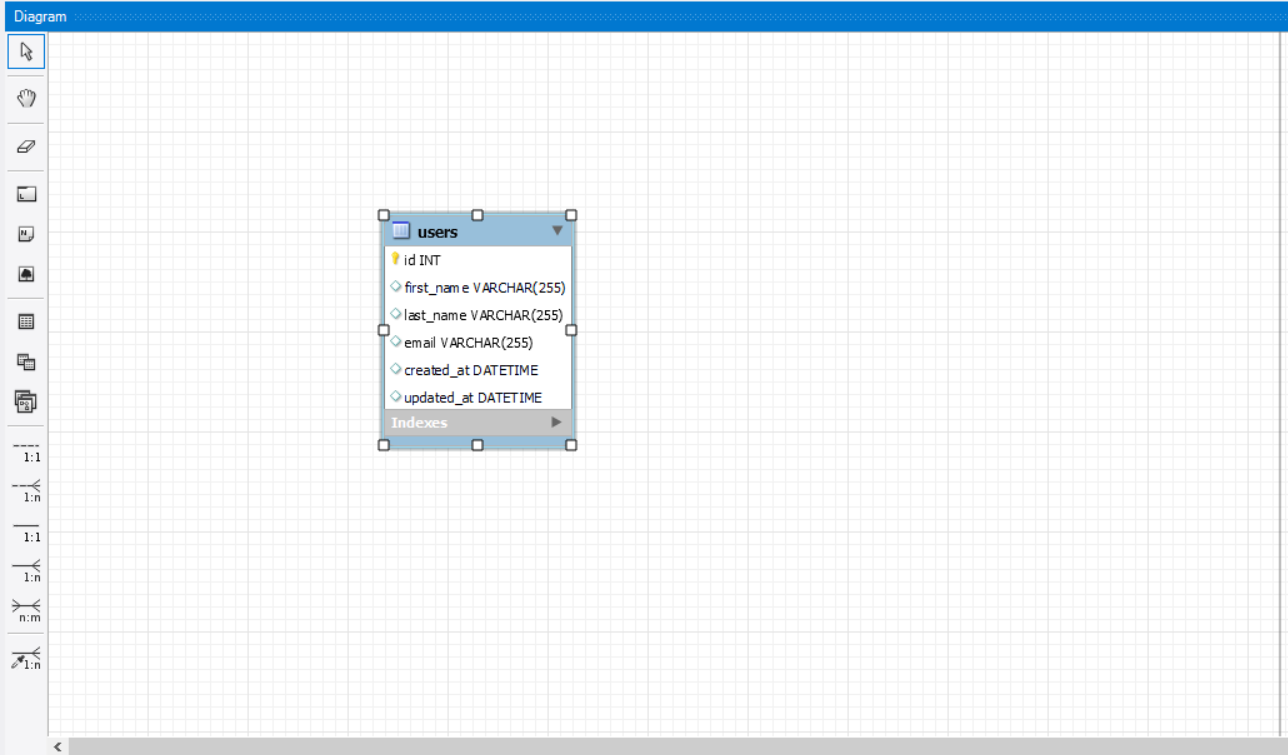 Diagram
users
id INT
first_name VARCHAR(255)
last_name VARCHAR(255)
email VARCHAR(255)
created_at DATETIME
updated_at DATETIME
Indexes
1:1
1:n
1:1
1:n
n:m
1:n